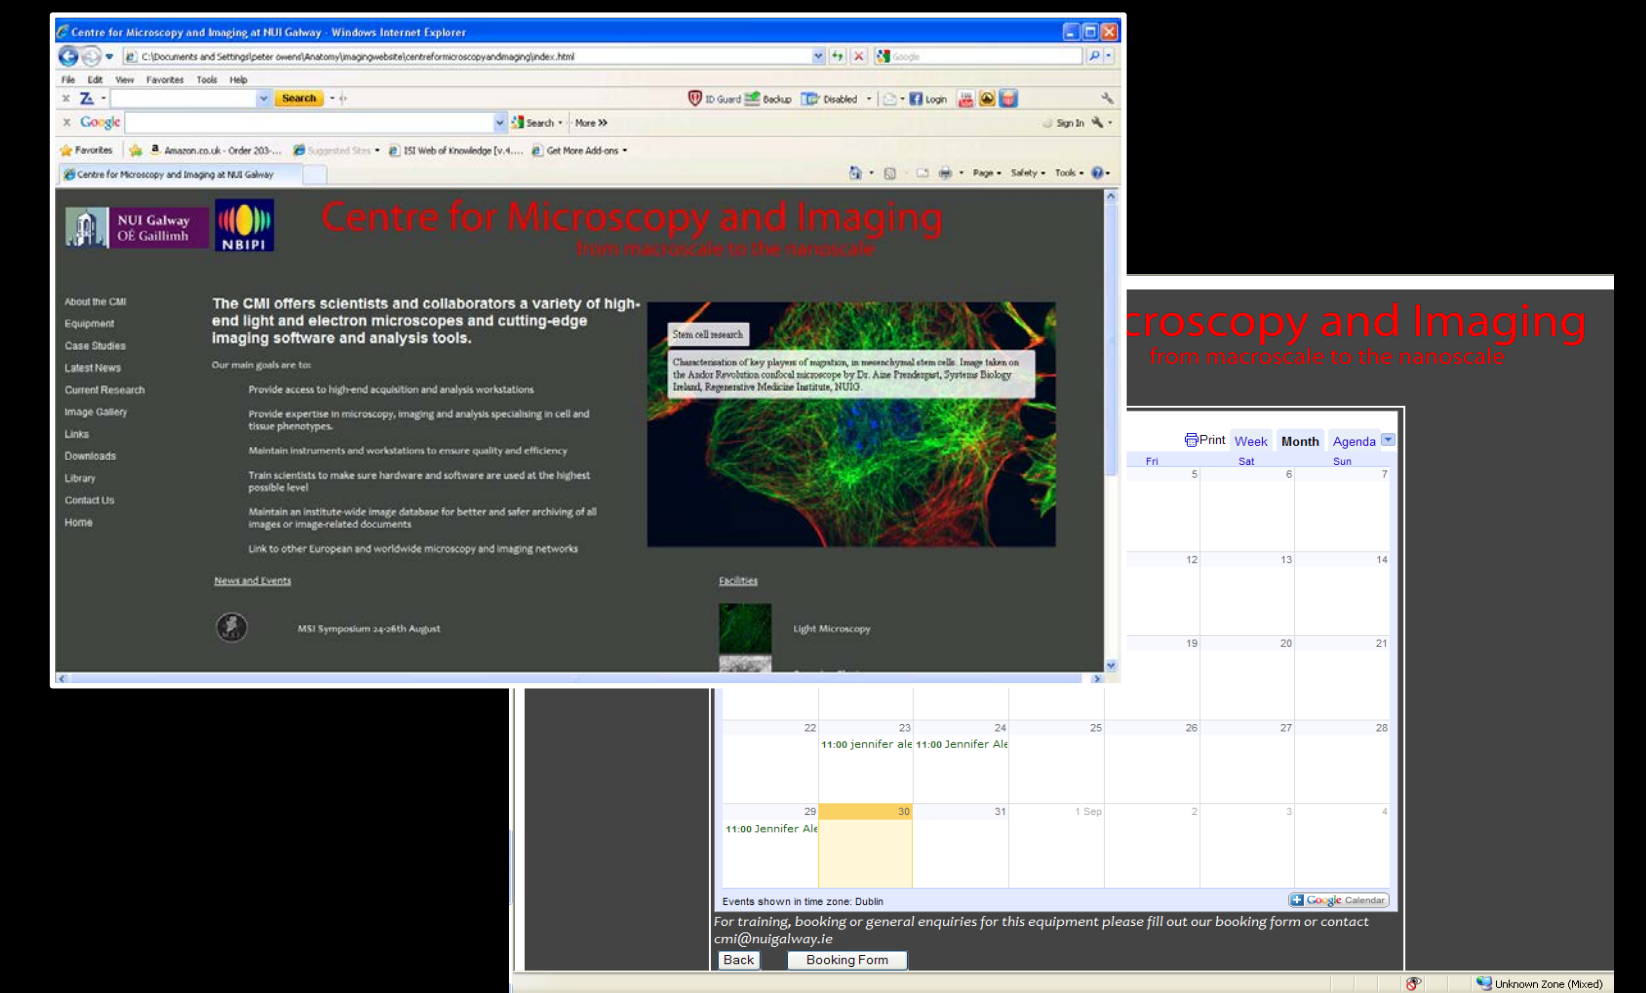 Centre for Microscopy and Imaging at NUI Galway - Windows Internet Explorer
C:\Documents and Settings\peter owens\Anatomy\imagingwebsite\centreformicroscopyandimaging\index.html
Google
File Edit View Favorites Tools Help
Search
ID Guard Backup Disabled Login
Google Search More >> Sign In
Favorites Amazon.co.uk - Order 203-... Suggested Sites ISI Web of Knowledge [v.4.... Get More Add-ons
Centre for Microscopy and Imaging at NUI Galway
Page Safety Tools
NUI Galway
OÉ Gaillimh
NBIPI
Centre for Microscopy and Imaging
from macroscale to the nanoscale
About the CMI
Equipment
Case Studies
Latest News
Current Research
Image Gallery
Links
Downloads
Library
Contact Us
Home
The CMI offers scientists and collaborators a variety of high-
end light and electron microscopes and cutting-edge
imaging software and analysis tools.
Our main goals are to:
Provide access to high-end acquisition and analysis workstations
Provide expertise in microscopy, imaging and analysis specialising in cell and
tissue phenotypes.
Maintain instruments and workstations to ensure quality and efficiency
Train scientists to make sure hardware and software are used at the highest
possible level
Maintain an institute-wide image database for better and safer archiving of all
images or image-related documents
Link to other European and worldwide microscopy and imaging networks
Stem cell research
Characterisation of key players of migration, in mesenchymal stem cells. Image taken on
the Andor Revolution confocal microscope by Dr. Aine Prendergast, Systems Biology
Ireland, Regenerative Medicine Institute, NUIG.
News and Events
MSI Symposium 24-26th August
Facilities
Light Microscopy
croscopy and Imaging
from macroscale to the nanoscale
Print Week Month Agenda
Fri Sat Sun
5 6 7
12 13 14
19 20 21
22 23 24 25 26 27 28
11:00 jennifer ale 11:00 Jennifer Ale
29 30 31 1 Sep 2 3 4
11:00 Jennifer Ale
Events shown in time zone: Dublin
Google Calendar
For training, booking or general enquiries for this equipment please fill out our booking form or contact
cmi@nuigalway.ie
Back Booking Form
Unknown Zone (Mixed)